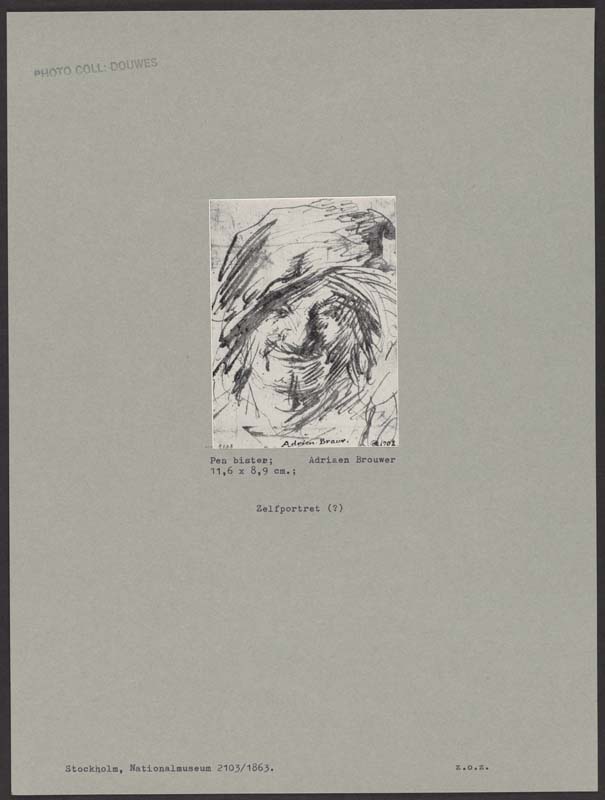 PHOTO COLL: DOUWES
Adrien. Brauw.
Pen bister; Adriaen Brouwer
11,6 x 8,9 cm.;
Zelfportret (?)
Stockholm, Nationalmuseum 2103/1863. z.o.z.